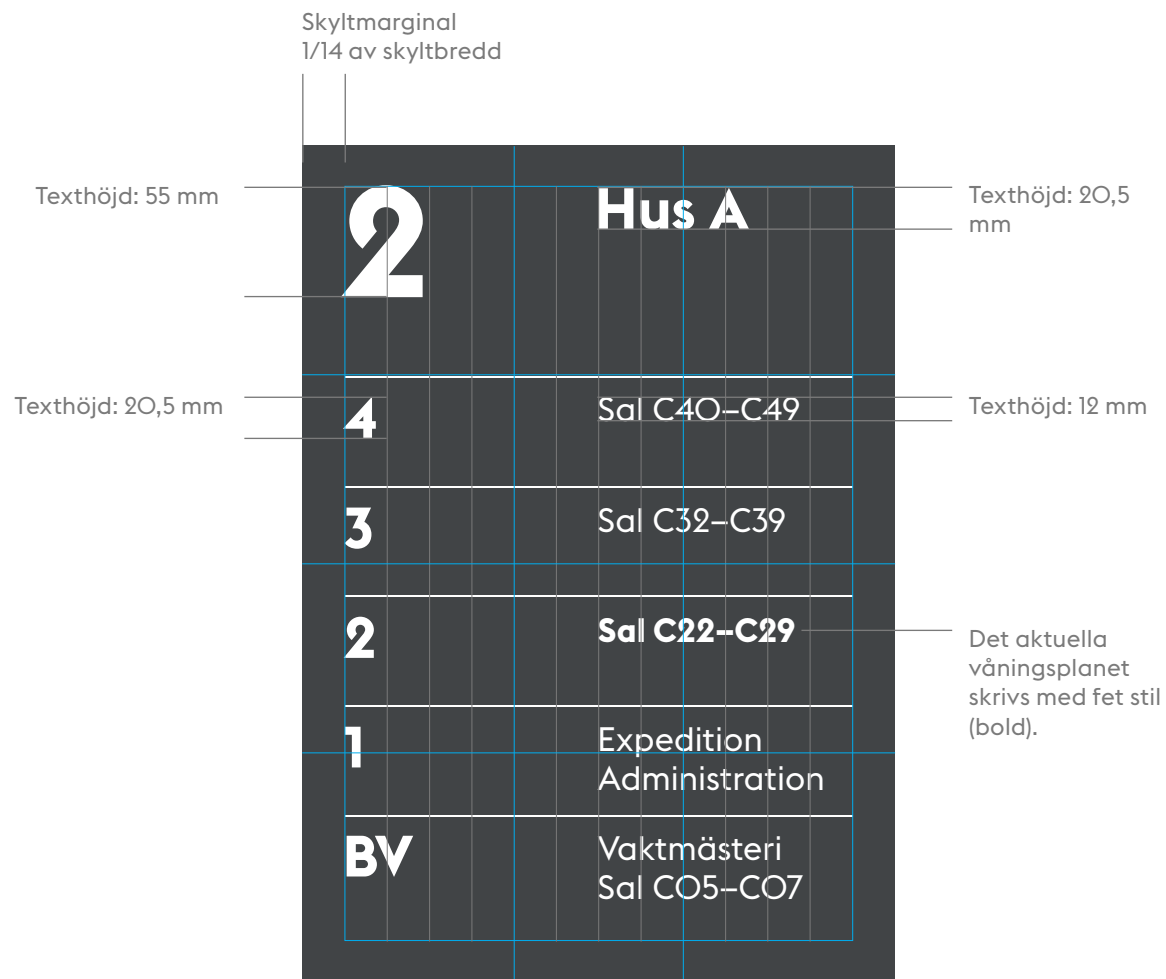 Skyltmarginal
1/14 av skyltbredd
Texthöjd: 55 mm
2
Hus A
Texthöjd: 20,5
mm
Texthöjd: 20,5 mm
4
Sal C40–C49
Texthöjd: 12 mm
3
Sal C32–C39
2
Sal C22–C29
Det aktuella
våningsplanet
skrivs med fet stil
(bold).
1
Expedition
Administration
BV
Vaktmästeri
Sal C05–C07